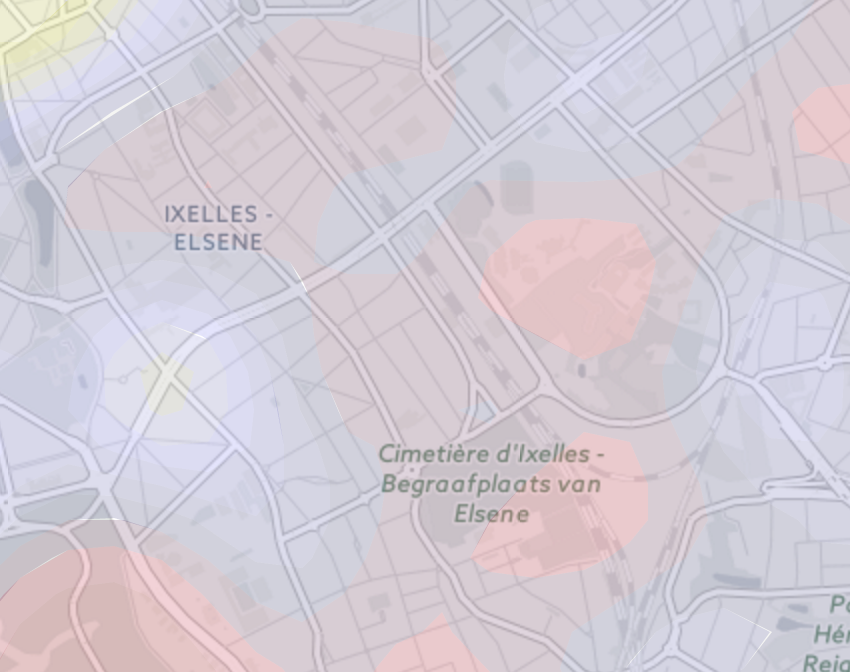 IXELLES -
ELSENE
Cimetière d'Ixelles -
Begraafplaats van
Elsene